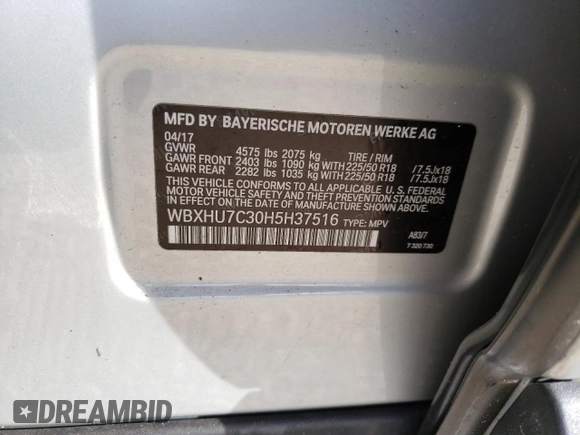 MFD BY BAYERISCHE MOTOREN WERKE AG
04/17
GVWR 4575 lbs 2075 kg TIRE / RIM
GAWR FRONT 2403 lbs 1090 kg WITH 225/50 R18 /7.5Jx18
GAWR REAR 2282 lbs 1035 kg WITH 225/50 R18 /7.5Jx18
THIS VEHICLE CONFORMS TO ALL APPLICABLE U.S. FEDERAL
MOTOR VEHICLE SAFETY AND THEFT PREVENTION STANDARDS
IN EFFECT ON THE DATE OF MANUFACTURE SHOWN ABOVE.
WBXHU7C30H5H37516 TYPE: MPV
A83/7
7 320 730
DREAMBID